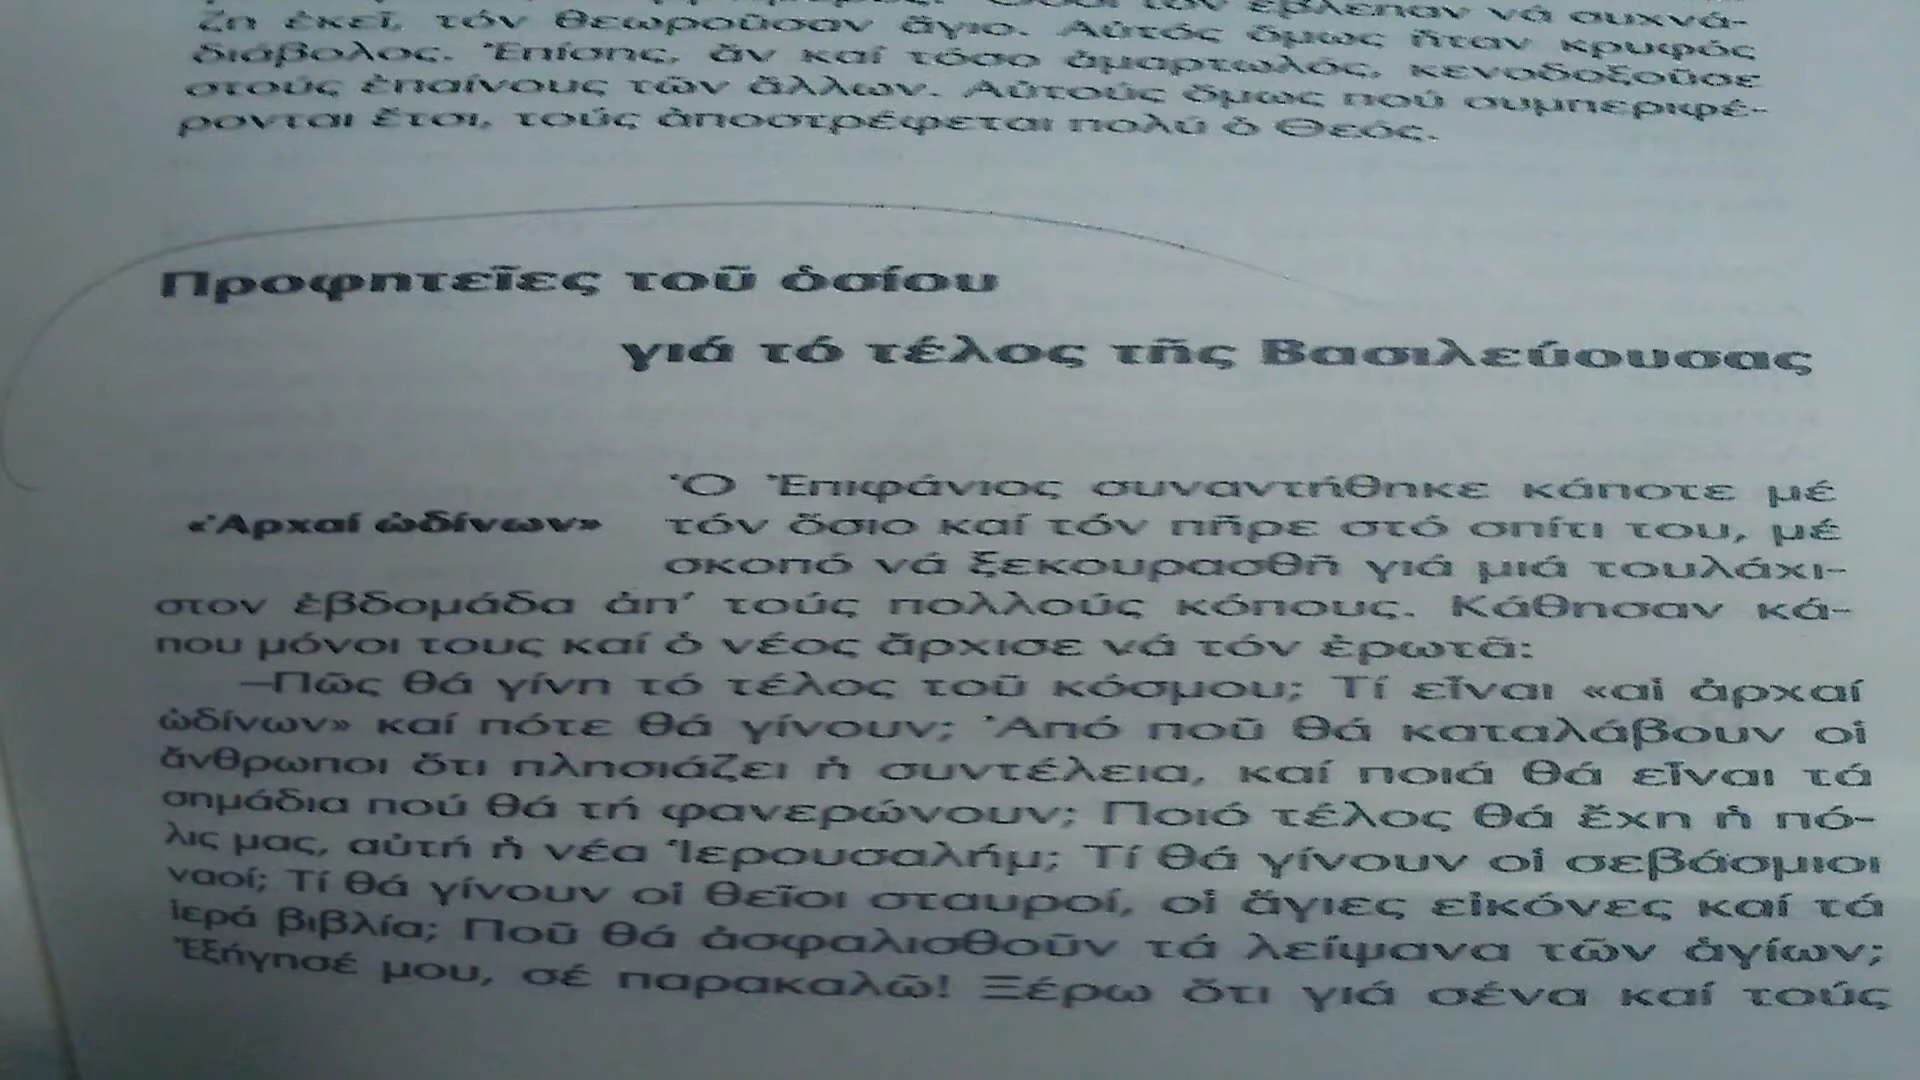 τόν ἔβλεπαν νά συχνά-
ζη ἐκεῖ, τόν θεωροῦσαν ἅγιο. Αὐτός ὅμως ἦταν κρυφός
διάβολος. Ἐπίσης, ἄν καί τόσο ἁμαρτωλός, κενοδοξοῦσε
στούς ἐπαίνους τῶν ἄλλων. Αὐτούς ὅμως πού συμπεριφέ-
ρονται ἔτσι, τούς ἀποστρέφεται πολύ ὁ Θεός.
Προφητεῖες τοῦ ὁσίου
γιά τό τέλος τῆς Βασιλεύουσας
«Ἀρχαί ὠδίνων»
Ὁ Ἐπιφάνιος συναντήθηκε κάποτε μέ
τόν ὅσιο καί τόν πῆρε στό σπίτι του, μέ
σκοπό νά ξεκουρασθῆ γιά μιά τουλάχι-
στον ἑβδομάδα ἀπ’ τούς πολλούς κόπους. Κάθησαν κά-
που μόνοι τους καί ὁ νέος ἄρχισε νά τόν ἐρωτᾶ:
–Πῶς θά γίνη τό τέλος τοῦ κόσμου; Τί εἶναι «αἱ ἀρχαί
ὠδίνων» καί πότε θά γίνουν; Ἀπό ποῦ θά καταλάβουν οἱ
ἄνθρωποι ὅτι πλησιάζει ἡ συντέλεια, καί ποιά θά εἶναι τά
σημάδια πού θά τή φανερώνουν; Ποιό τέλος θά ἔχη ἡ πό-
λις μας, αὐτή ἡ νέα Ἱερουσαλήμ; Τί θά γίνουν οἱ σεβάσμιοι
ναοί; Τί θά γίνουν οἱ θεῖοι σταυροί, οἱ ἅγιες εἰκόνες καί τά
ἱερά βιβλία; Ποῦ θά ἀσφαλισθοῦν τά λείψανα τῶν ἁγίων;
Ἐξήγησέ μου, σέ παρακαλῶ! Ξέρω ὅτι γιά σένα καί τούς